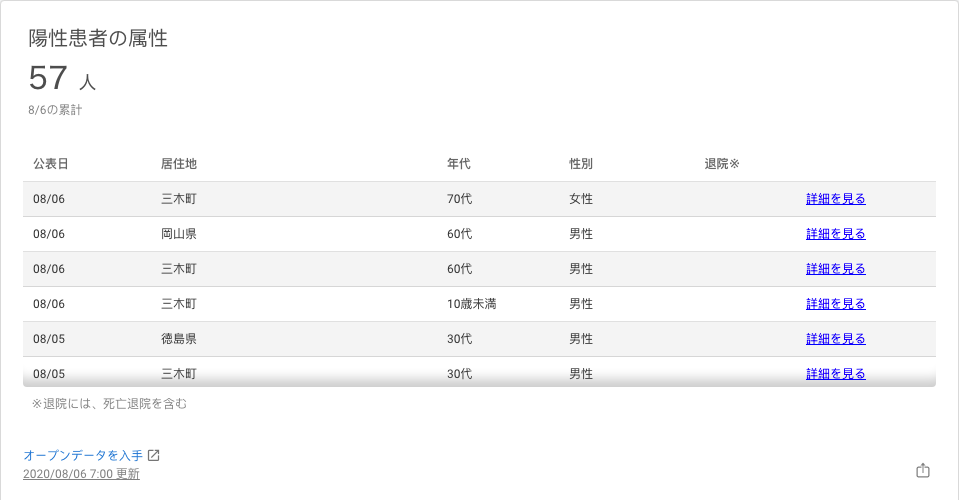 陽性患者の属性
57 人
8/6の累計
公表日 居住地 年代 性別 退院※
08/06 三木町 70代 女性 詳細を見る
08/06 岡山県 60代 男性 詳細を見る
08/06 三木町 60代 男性 詳細を見る
08/06 三木町 10歳未満 男性 詳細を見る
08/05 徳島県 30代 男性 詳細を見る
08/05 三木町 30代 男性 詳細を見る
※退院には、死亡退院を含む
オープンデータを入手
2020/08/06 7:00 更新